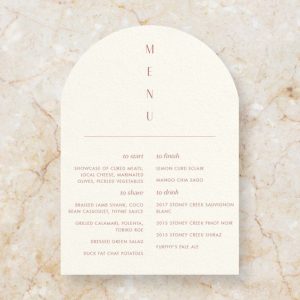 M
E
N
U
to start
SHOWCASE OF CURED MEATS,
LOCAL CHEESE, MARINATED
OLIVES, PICKLED VEGETABLES
to share
BRAISED LAMB SHANK, COCO
BEAN CASSOULET, THYME SAUCE
GRILLED CALAMARI, POLENTA,
TOBIKO ROE
DRESSED GREEN SALAD
DUCK FAT CHAT POTATOES
to finish
LEMON CURD ECLAIR
MANGO CHIA SAGO
to drink
2017 STONEY CREEK SAUVIGNON
BLANC
2015 STONEY CREEK PINOT NOIR
2015 STONEY CREEK SHIRAZ
FURPHY'S PALE ALE